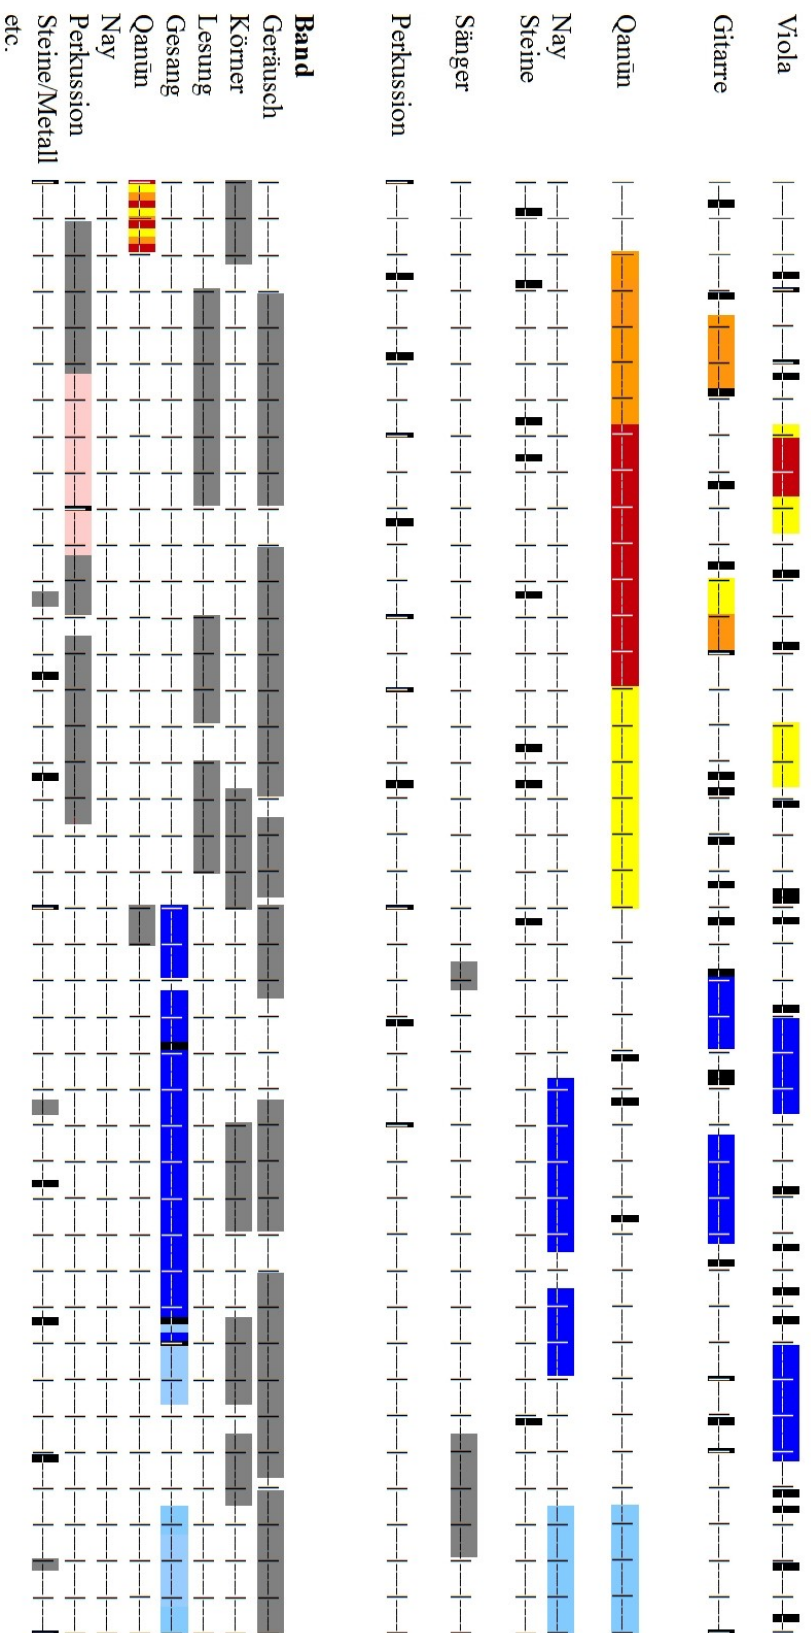 Viola
Gitarre
Qanūn
Nay
Steine
Sänger
Perkussion
Band
Geräusch
Körner
Lesung
Gesang
Qanūn
Nay
Perkussion
Steine/Metall
etc.